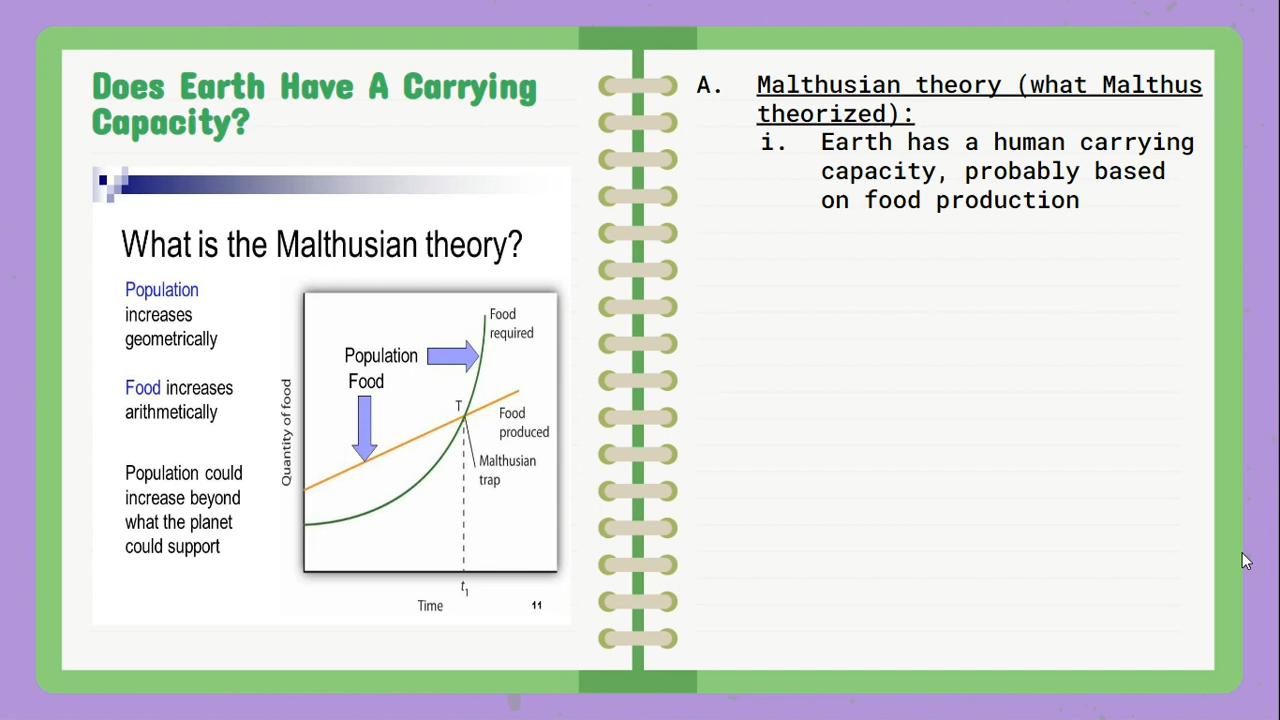 Does Earth Have A Carrying
Capacity?
What is the Malthusian theory?
Population
increases
geometrically
Food increases
arithmetically
Population could
increase beyond
what the planet
could support
Quantity of food
Population
Food
Food
required
T
Food
produced
Malthusian
trap
t1
Time
11
A. Malthusian theory (what Malthus
theorized):
i. Earth has a human carrying
capacity, probably based
on food production